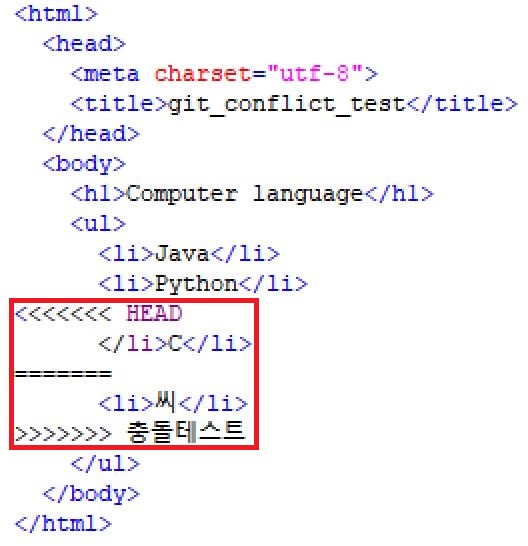 <html>
<head>
<meta charset="utf-8">
<title>git_conflict_test</title>
</head>
<body>
<h1>Computer language</h1>
<ul>
<li>Java</li>
<li>Python</li>
<<<<<<< HEAD
</li>C</li>
=======
<li>씨</li>
>>>>>>> 충돌테스트
</ul>
</body>
</html>